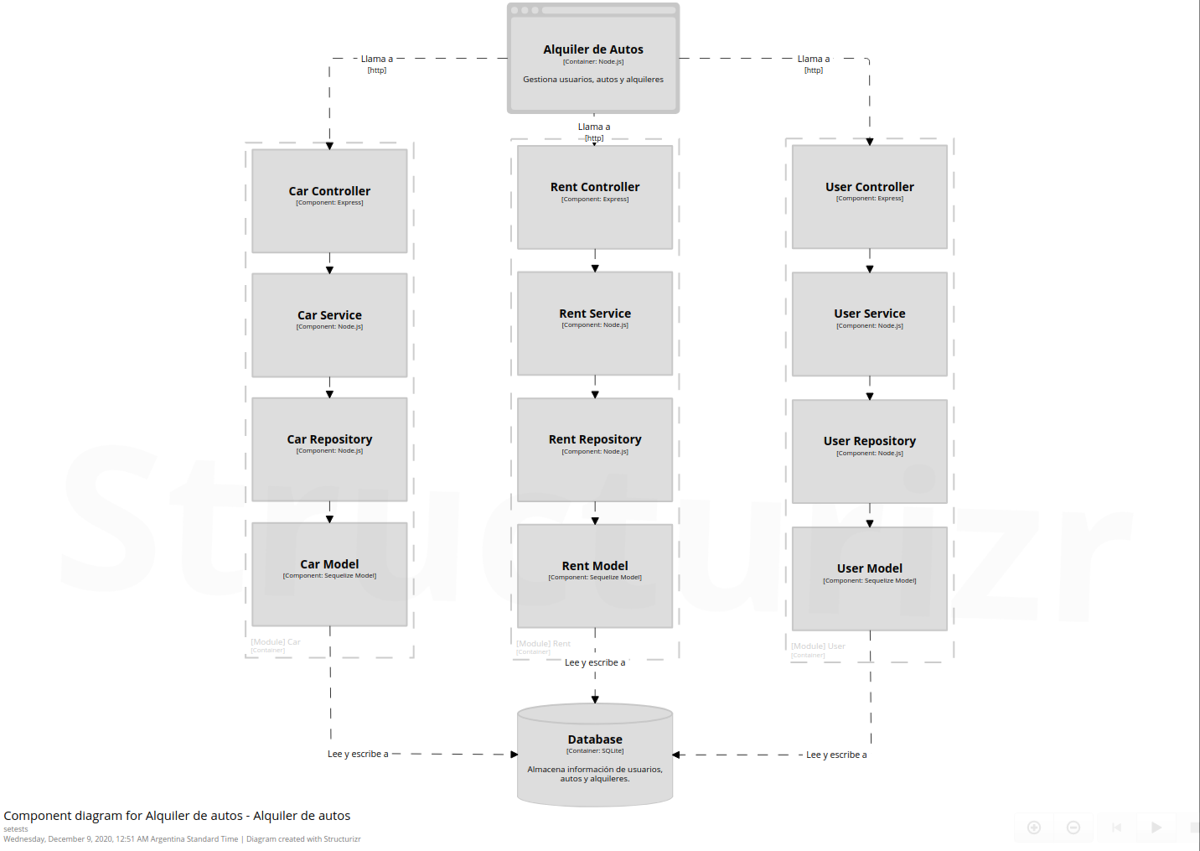 Alquiler de Autos
[Container: Node.js]
Gestiona usuarios, autos y alquileres
Llama a
[http]
Llama a
[http]
Llama a
[http]
Car Controller
[Component: Express]
Rent Controller
[Component: Express]
User Controller
[Component: Express]
Car Service
[Component: Node.js]
Rent Service
[Component: Node.js]
User Service
[Component: Node.js]
Car Repository
[Component: Node.js]
Rent Repository
[Component: Node.js]
User Repository
[Component: Node.js]
Structurizr
Car Model
[Component: Sequelize Model]
Rent Model
[Component: Sequelize Model]
User Model
[Component: Sequelize Model]
[Module] Car
[Container]
[Module] Rent
[Container]
[Module] User
[Container]
Lee y escribe a
Lee y escribe a
Lee y escribe a
Database
[Container: SQLite]
Almacena información de usuarios,
autos y alquileres.
Component diagram for Alquiler de autos - Alquiler de autos
setests
Wednesday, December 9, 2020, 12:51 AM Argentina Standard Time | Diagram created with Structurizr